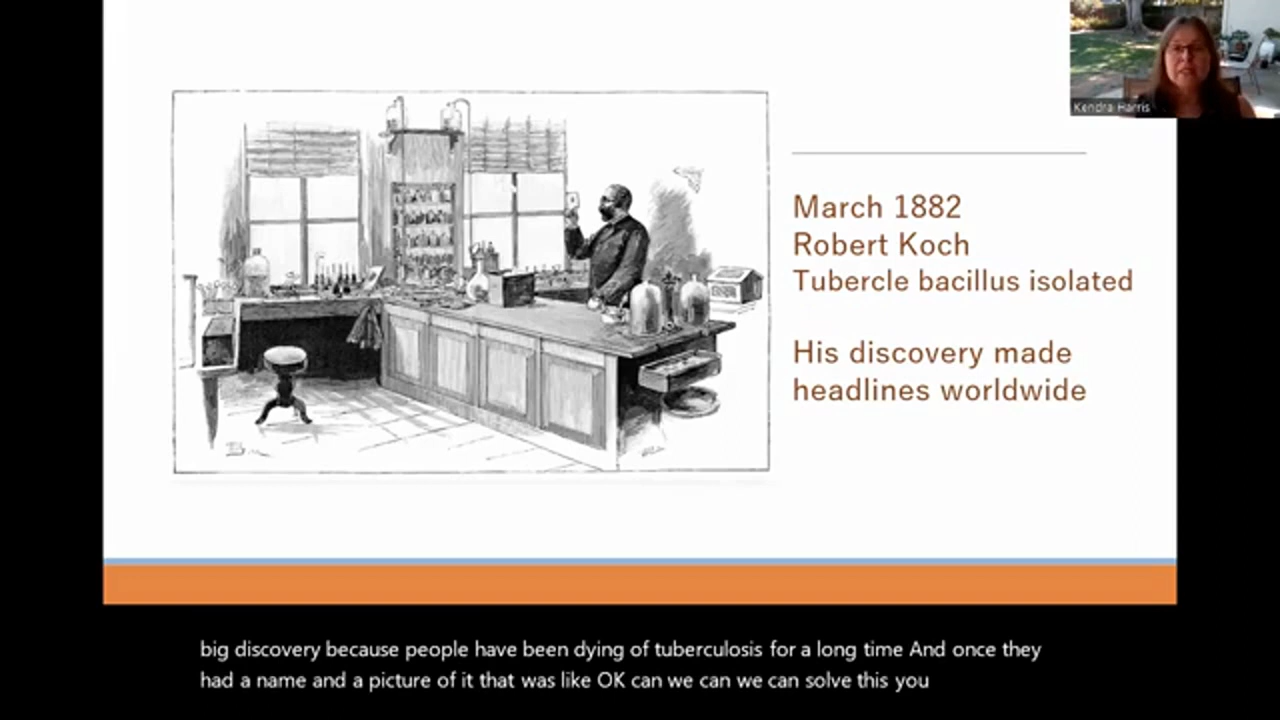 Kendra Harris
March 1882
Robert Koch
Tubercle bacillus isolated
His discovery made
headlines worldwide
big discovery because people have been dying of tuberculosis for a long time And once they
had a name and a picture of it that was like OK can we can we can solve this you